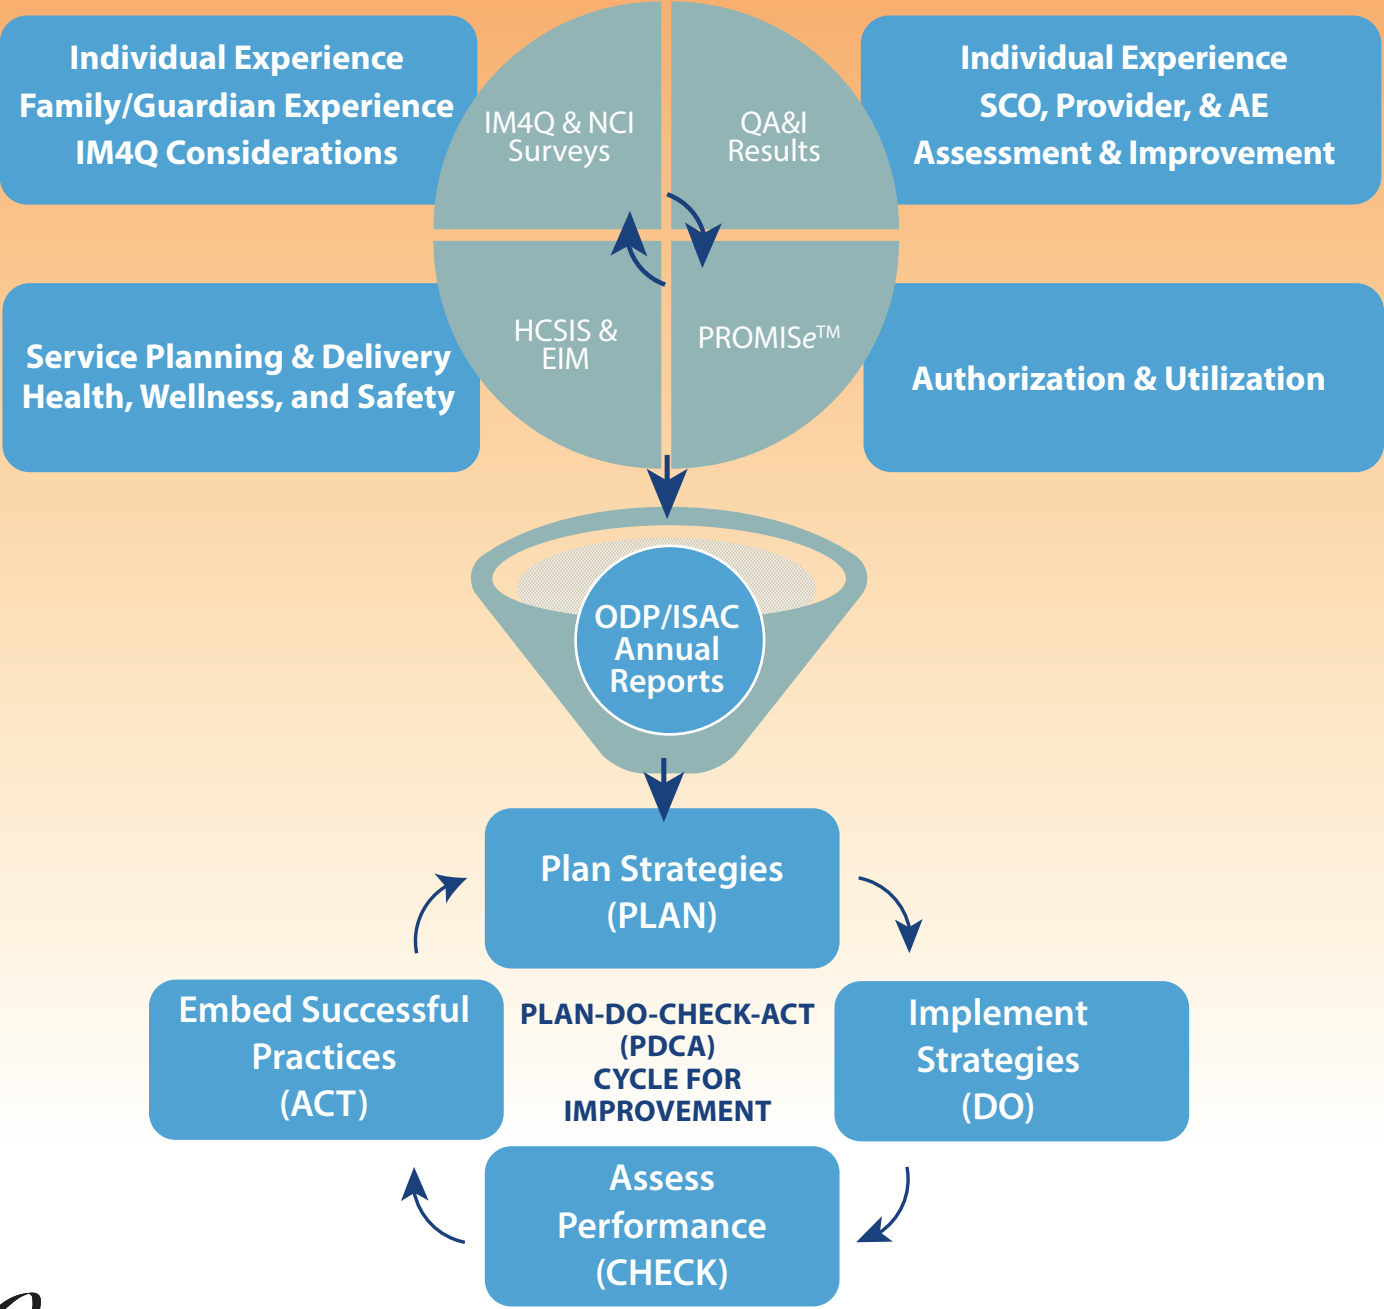 Individual Experience
Family/Guardian Experience
IM4Q Considerations
IM4Q & NCI
Surveys
QA&I
Results
Individual Experience
SCO, Provider, & AE
Assessment & Improvement
Service Planning & Delivery
Health, Wellness, and Safety
HCSIS &
EIM
PROMISe™
Authorization & Utilization
ODP/ISAC
Annual
Reports
Plan Strategies
(PLAN)
Embed Successful
Practices
(ACT)
PLAN-DO-CHECK-ACT
(PDCA)
CYCLE FOR
IMPROVEMENT
Implement
Strategies
(DO)
Assess
Performance
(CHECK)